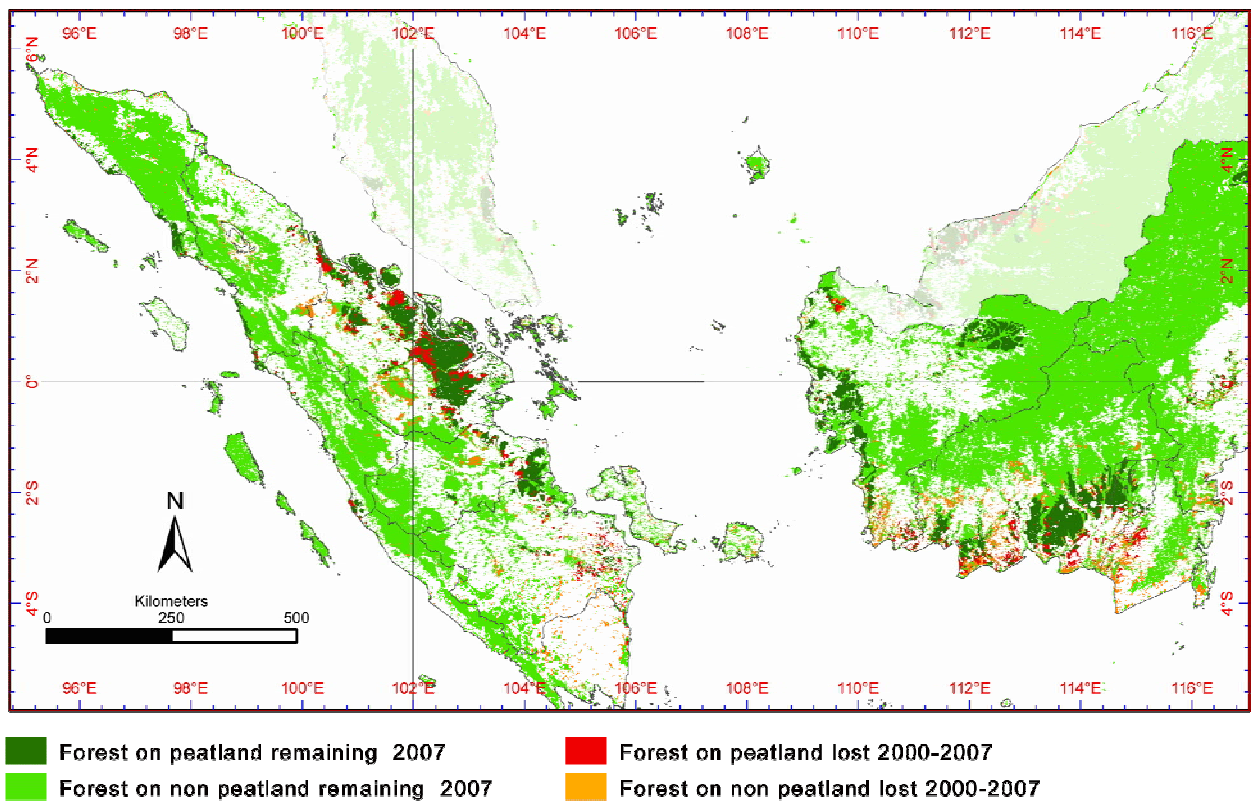 96°E 98°E 100°E 102°E 104°E 106°E 108°E 110°E 112°E 114°E 116°E
6°N
4°N 4°N
2°N 2°N
0° 0°
2°S 2°S
N
Kilometers
4°S 4°S
0 250 500
96°E 98°E 100°E 102°E 104°E 106°E 108°E 110°E 112°E 114°E 116°E
Forest on peatland remaining 2007 Forest on peatland lost 2000-2007
Forest on non peatland remaining 2007 Forest on non peatland lost 2000-2007